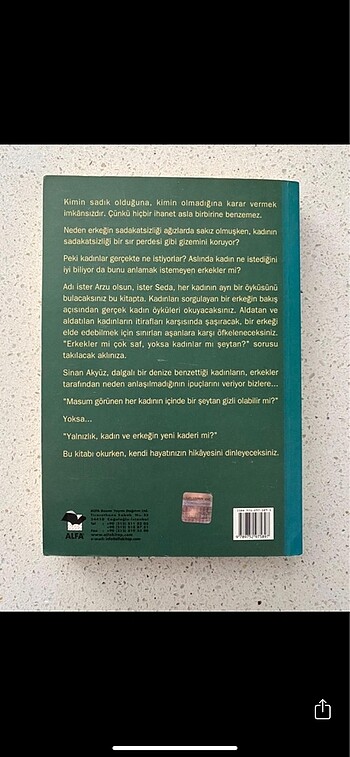 Kimin sadık olduğuna, kimin olmadığına karar vermek
imkânsızdır. Çünkü hiçbir ihanet asla birbirine benzemez.
Neden erkeğin sadakatsizliği ağızlarda sakız olmuşken, kadının
sadakatsizliği bir sır perdesi gibi gizemini koruyor?
Peki kadınlar gerçekte ne istiyorlar? Aslında kadın ne istediğini
iyi biliyor da bunu anlamak istemeyen erkekler mi?
Adı ister Arzu olsun, ister Seda, her kadının ayrı bir öyküsünü
bulacaksınız bu kitapta. Kadınları sorgulayan bir erkeğin bakış
açısından gerçek kadın öyküleri okuyacaksınız. Aldatan ve
aldatılan kadınların itirafları karşısında şaşıracak, bir erkeği
elde edebilmek için sınırları aşanlara karşı öfkeleneceksiniz.
"Erkekler mi çok saf, yoksa kadınlar mı şeytan?" sorusu
takılacak aklınıza.
Sinan Akyüz, dalgalı bir denize benzettiği kadınların, erkekler
tarafından neden anlaşılmadığının ipuçlarını veriyor bizlere...
"Masum görünen her kadının içinde bir şeytan gizli olabilir mi?"
Yoksa...
"Yalnızlık, kadın ve erkeğin yeni kaderi mi?"
Bu kitabı okurken, kendi hayatınızın hikâyesini dinleyeceksiniz.
ALFA